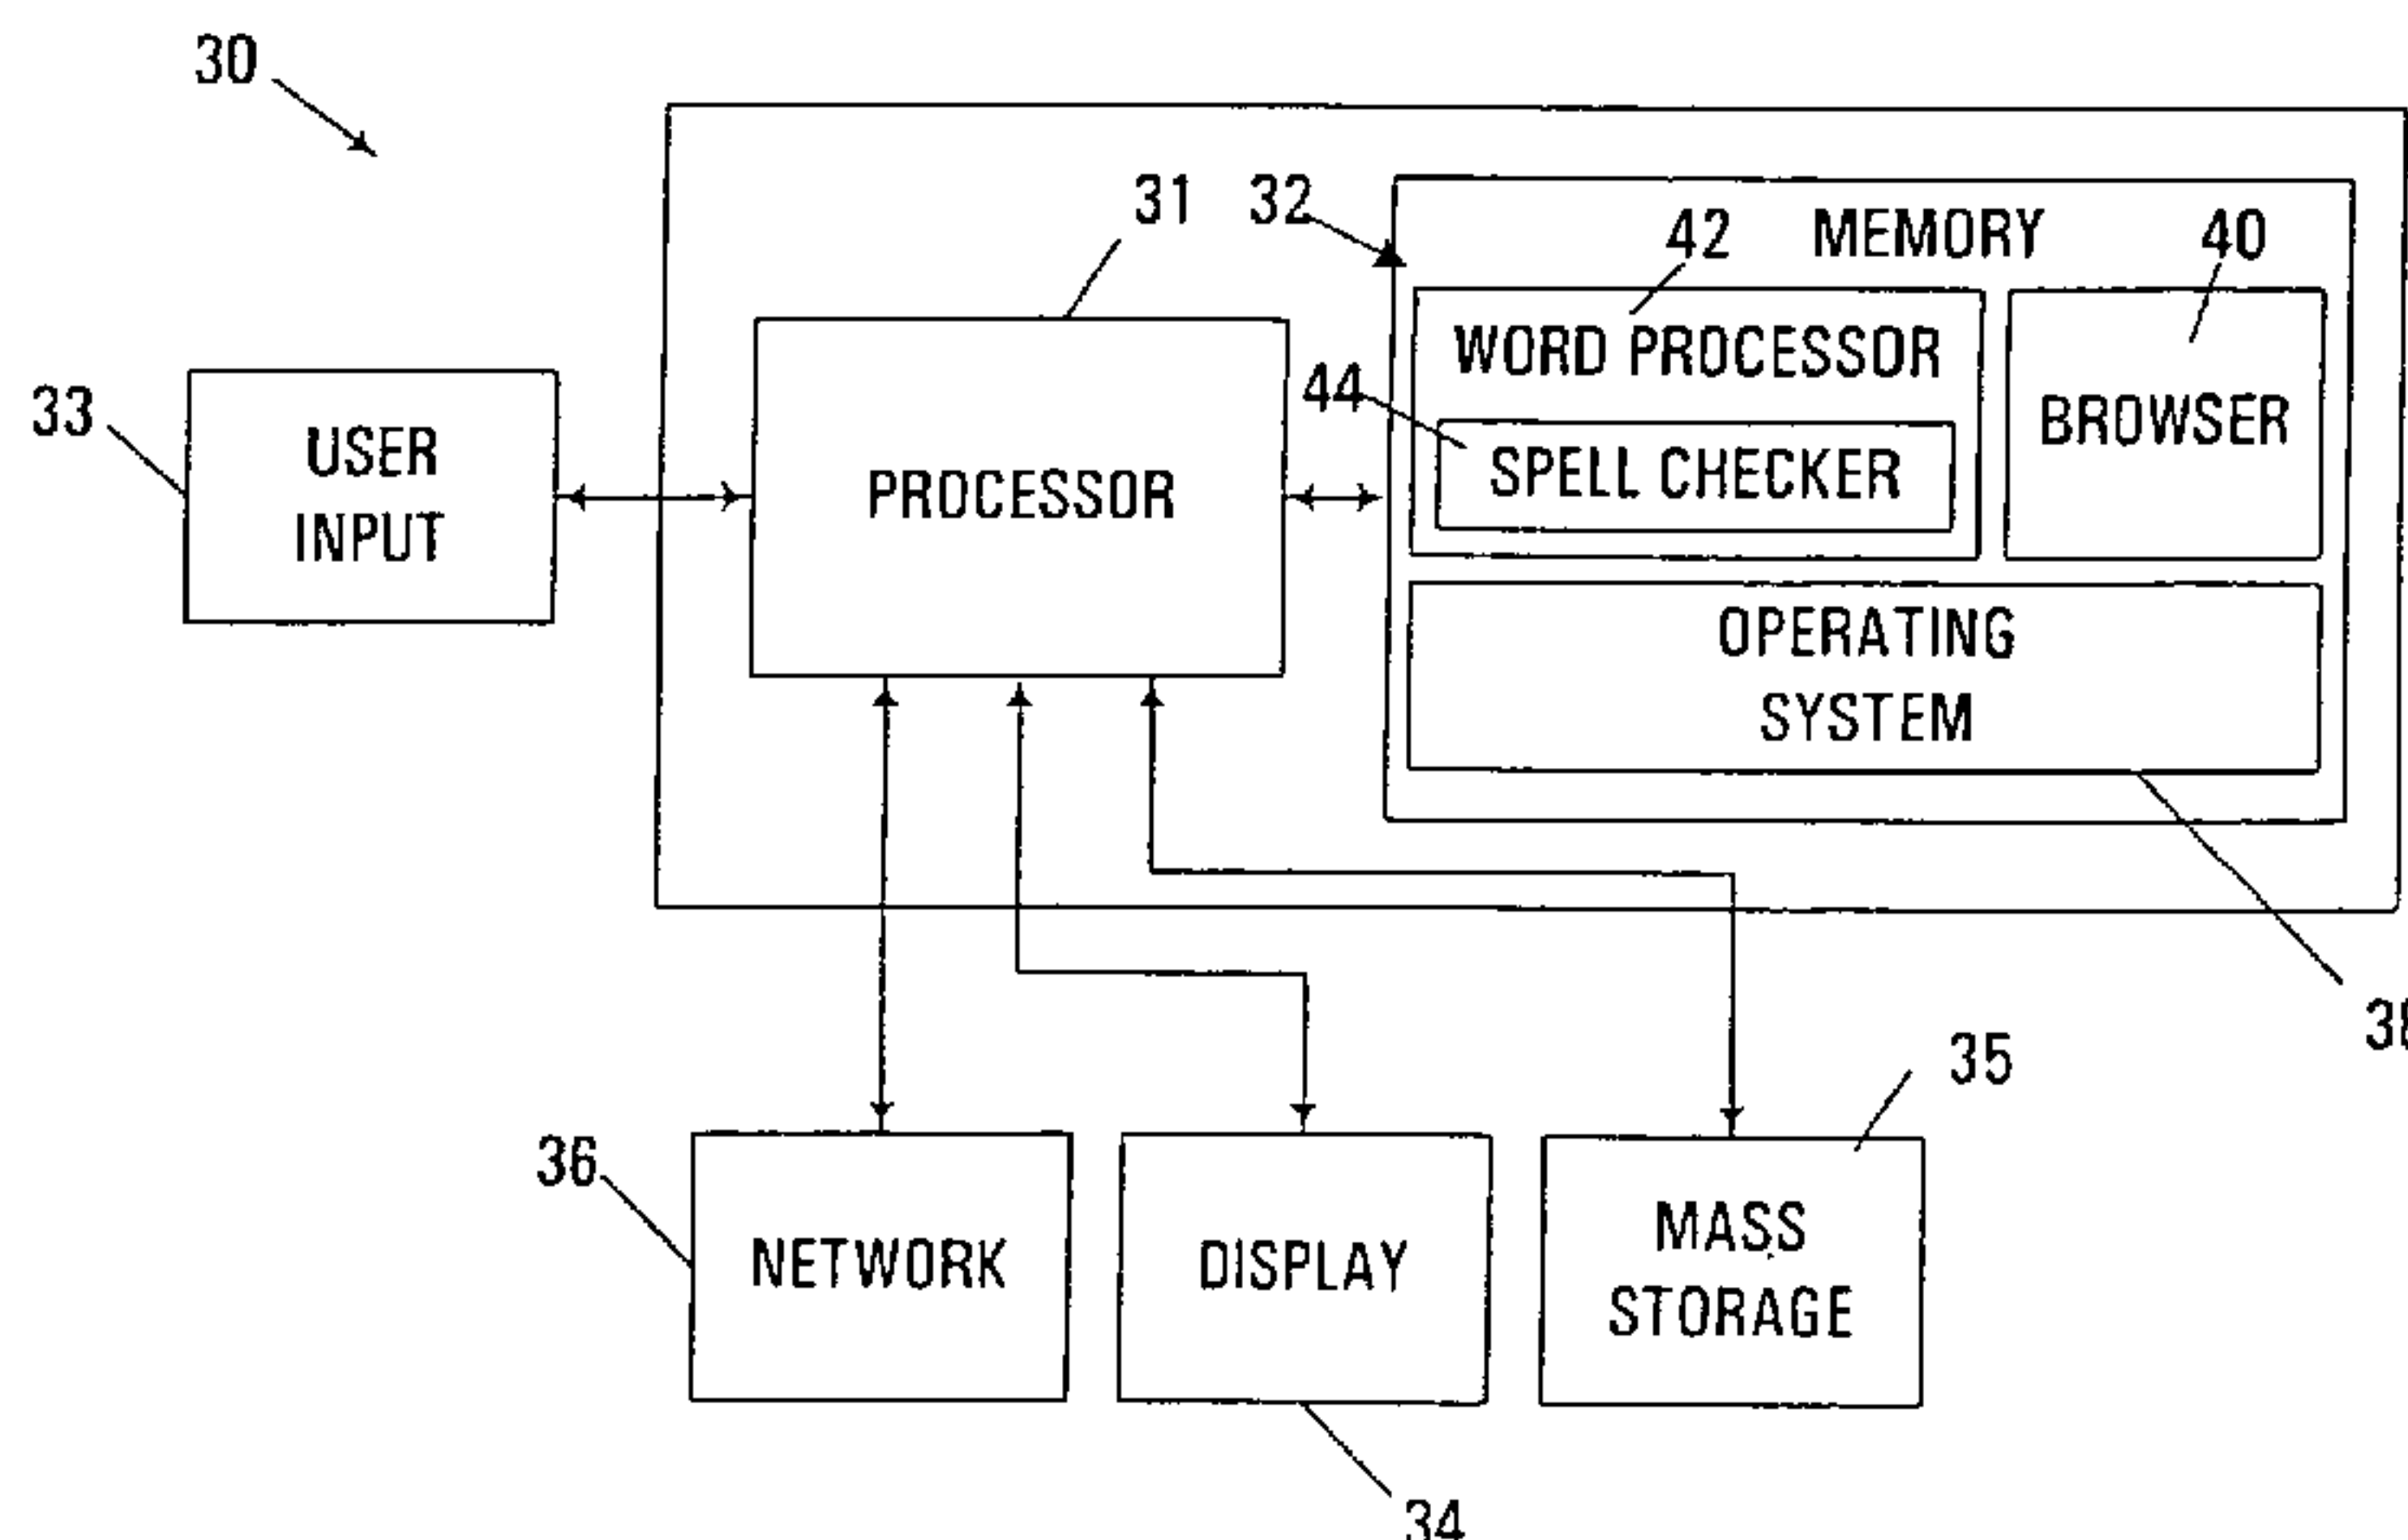 30
31
32
42
MEMORY
40
WORD PROCESSOR
44
SPELL CHECKER
BROWSER
33
USER
INPUT
PROCESSOR
OPERATING
SYSTEM
35
36
NETWORK
DISPLAY
MASS
STORAGE
34